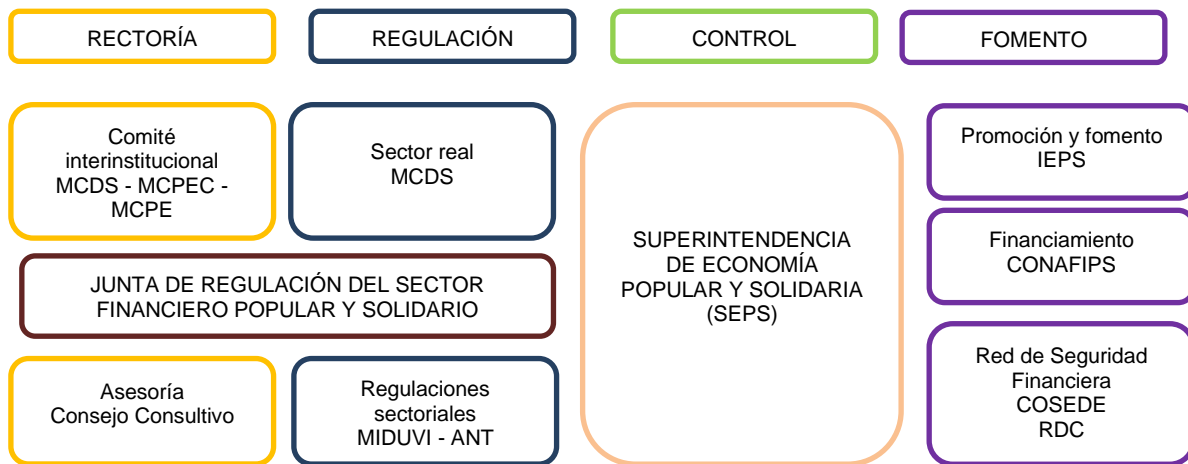 RECTORÍA
REGULACIÓN
CONTROL
FOMENTO
Comité
interinstitucional
MCDS - MCPEC -
MCPE
Sector real
MCDS
JUNTA DE REGULACIÓN DEL SECTOR
FINANCIERO POPULAR Y SOLIDARIO
Asesoría
Consejo Consultivo
Regulaciones
sectoriales
MIDUVI - ANT
SUPERINTENDENCIA
DE ECONOMÍA
POPULAR Y SOLIDARIA
(SEPS)
Promoción y fomento
IEPS
Financiamiento
CONAFIPS
Red de Seguridad
Financiera
COSEDE
RDC